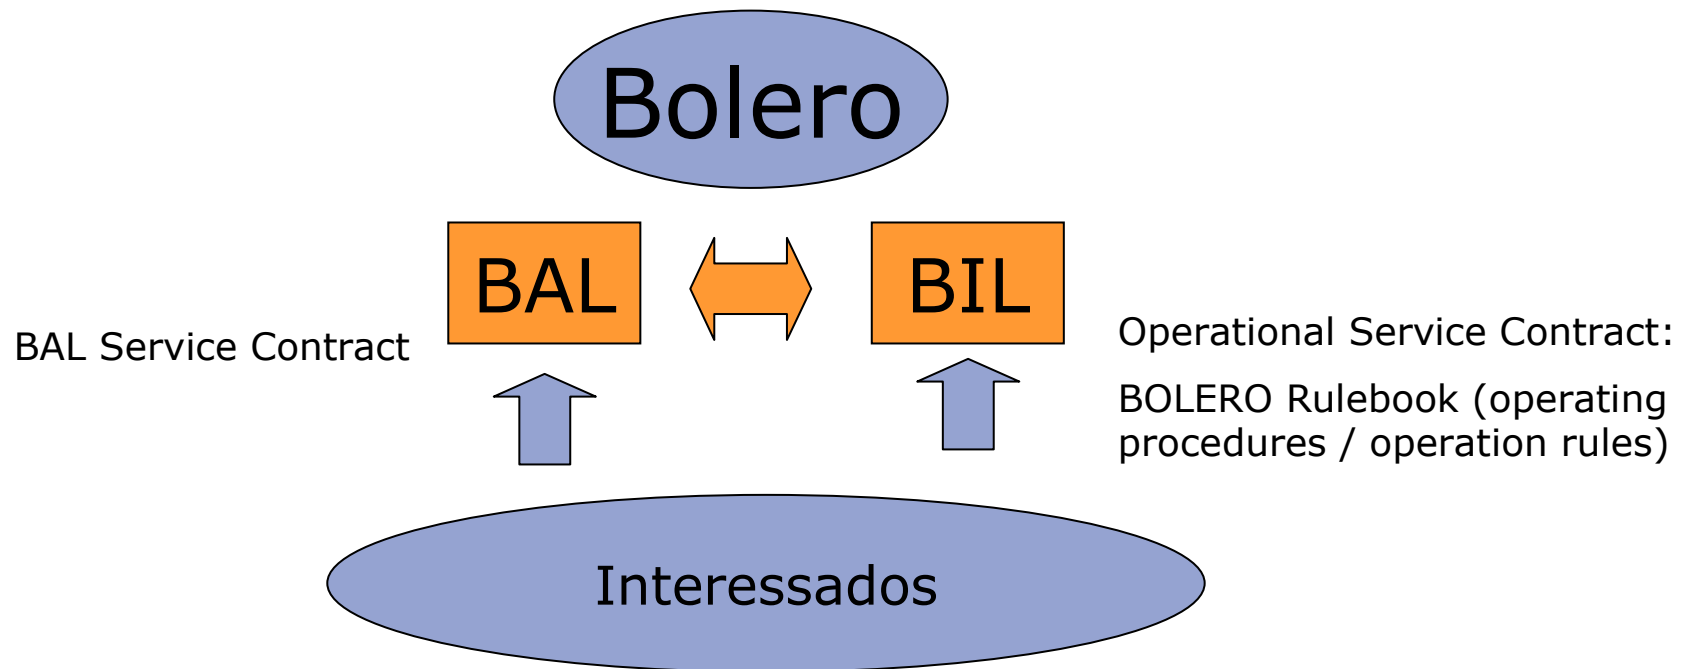 Bolero
BAL
BIL
BAL Service Contract
Operational Service Contract:
BOLERO Rulebook (operating
procedures / operation rules)
Interessados